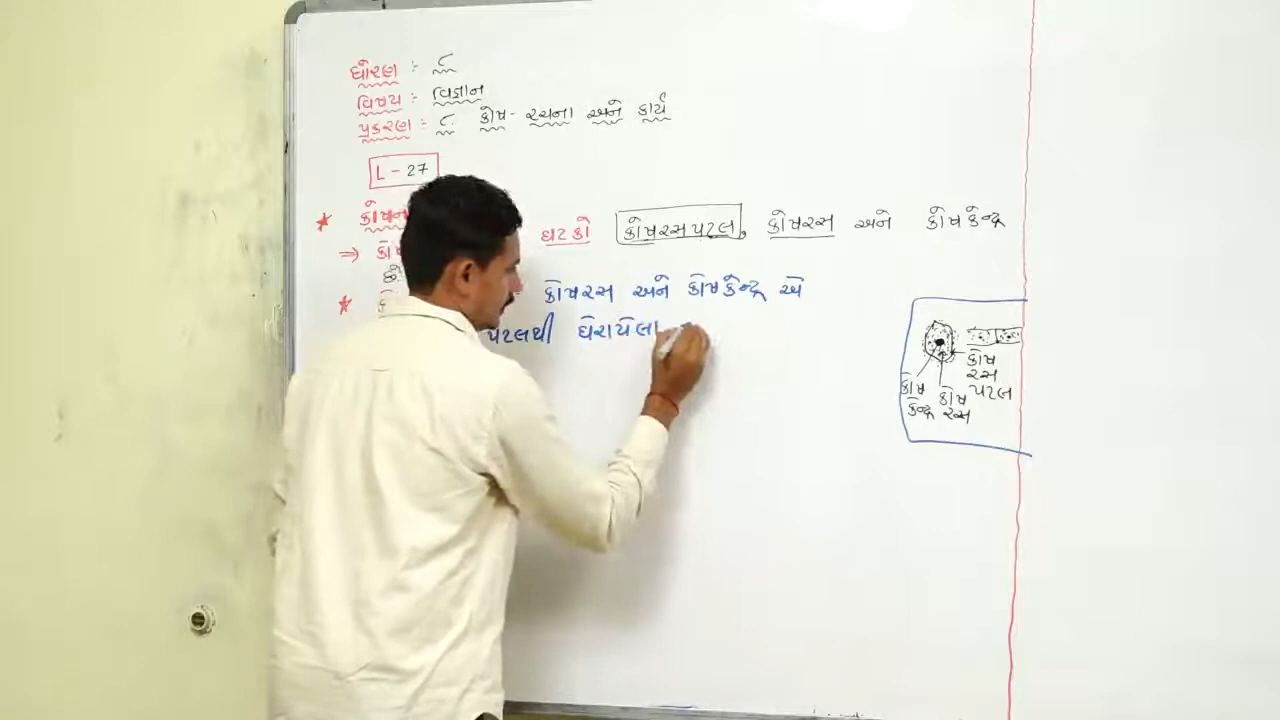 ધોરણ :- ૮
વિષય :- વિજ્ઞાન
પ્રકરણ :- ૮. કોષ - રચના અને કાર્ય
L - 27
★ ઘટકો કોષરસપટલ, કોષરસ અને કોષકેન્દ્ર
⇒ છે
★ કોષરસ અને કોષકેન્દ્ર એ
પટલથી ઘેરાયેલા
કોષ
રસ
પટલ
કોષ
કેન્દ્ર
કોષ
રસ